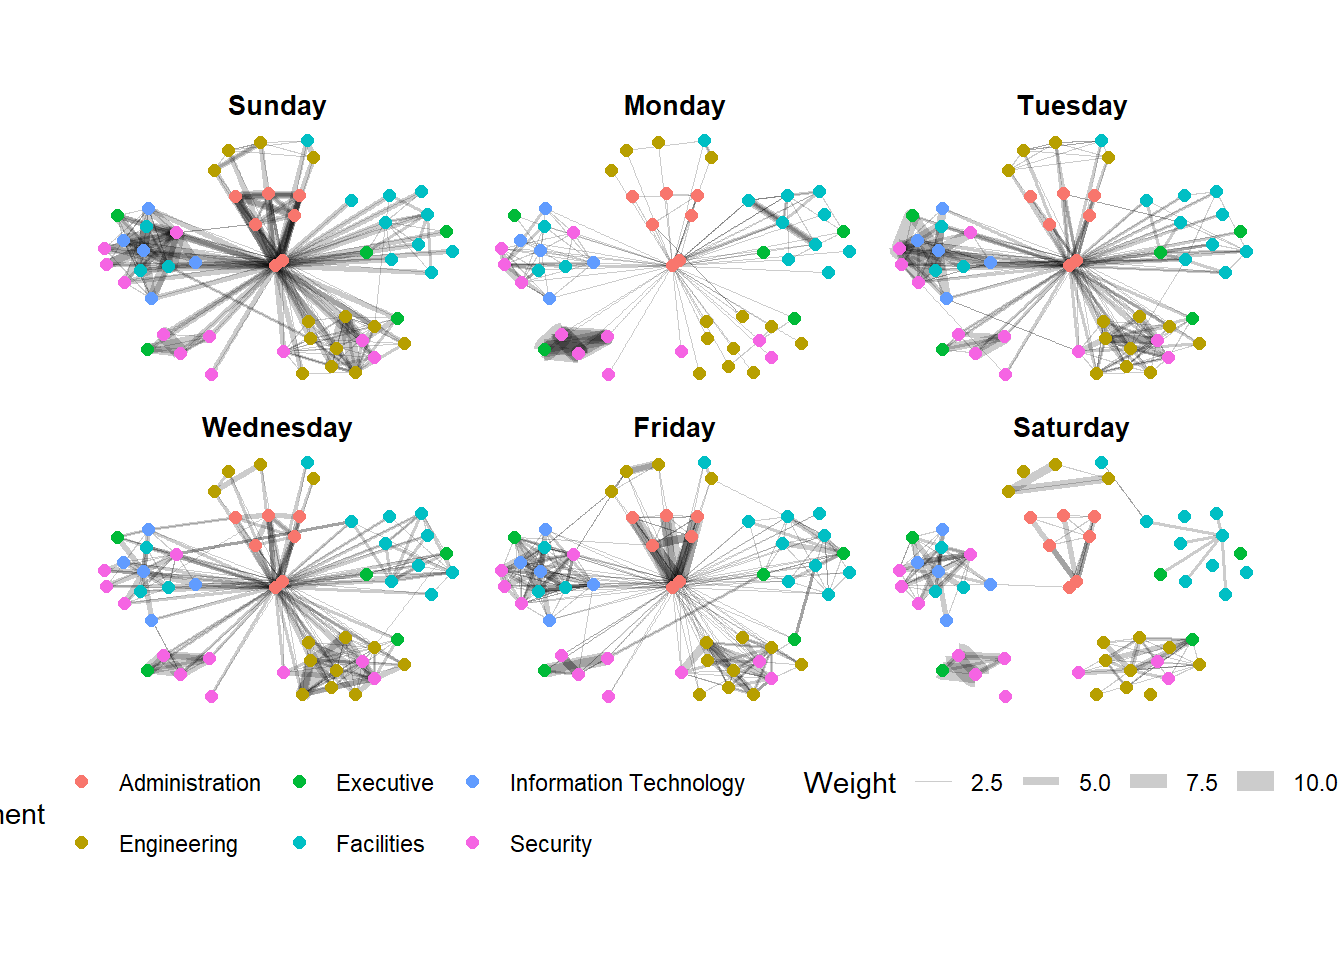 Sunday
Monday
Tuesday
Wednesday
Friday
Saturday
Administration
Executive
Information Technology
Weight
2.5
5.0
7.5
10.0
Engineering
Facilities
Security